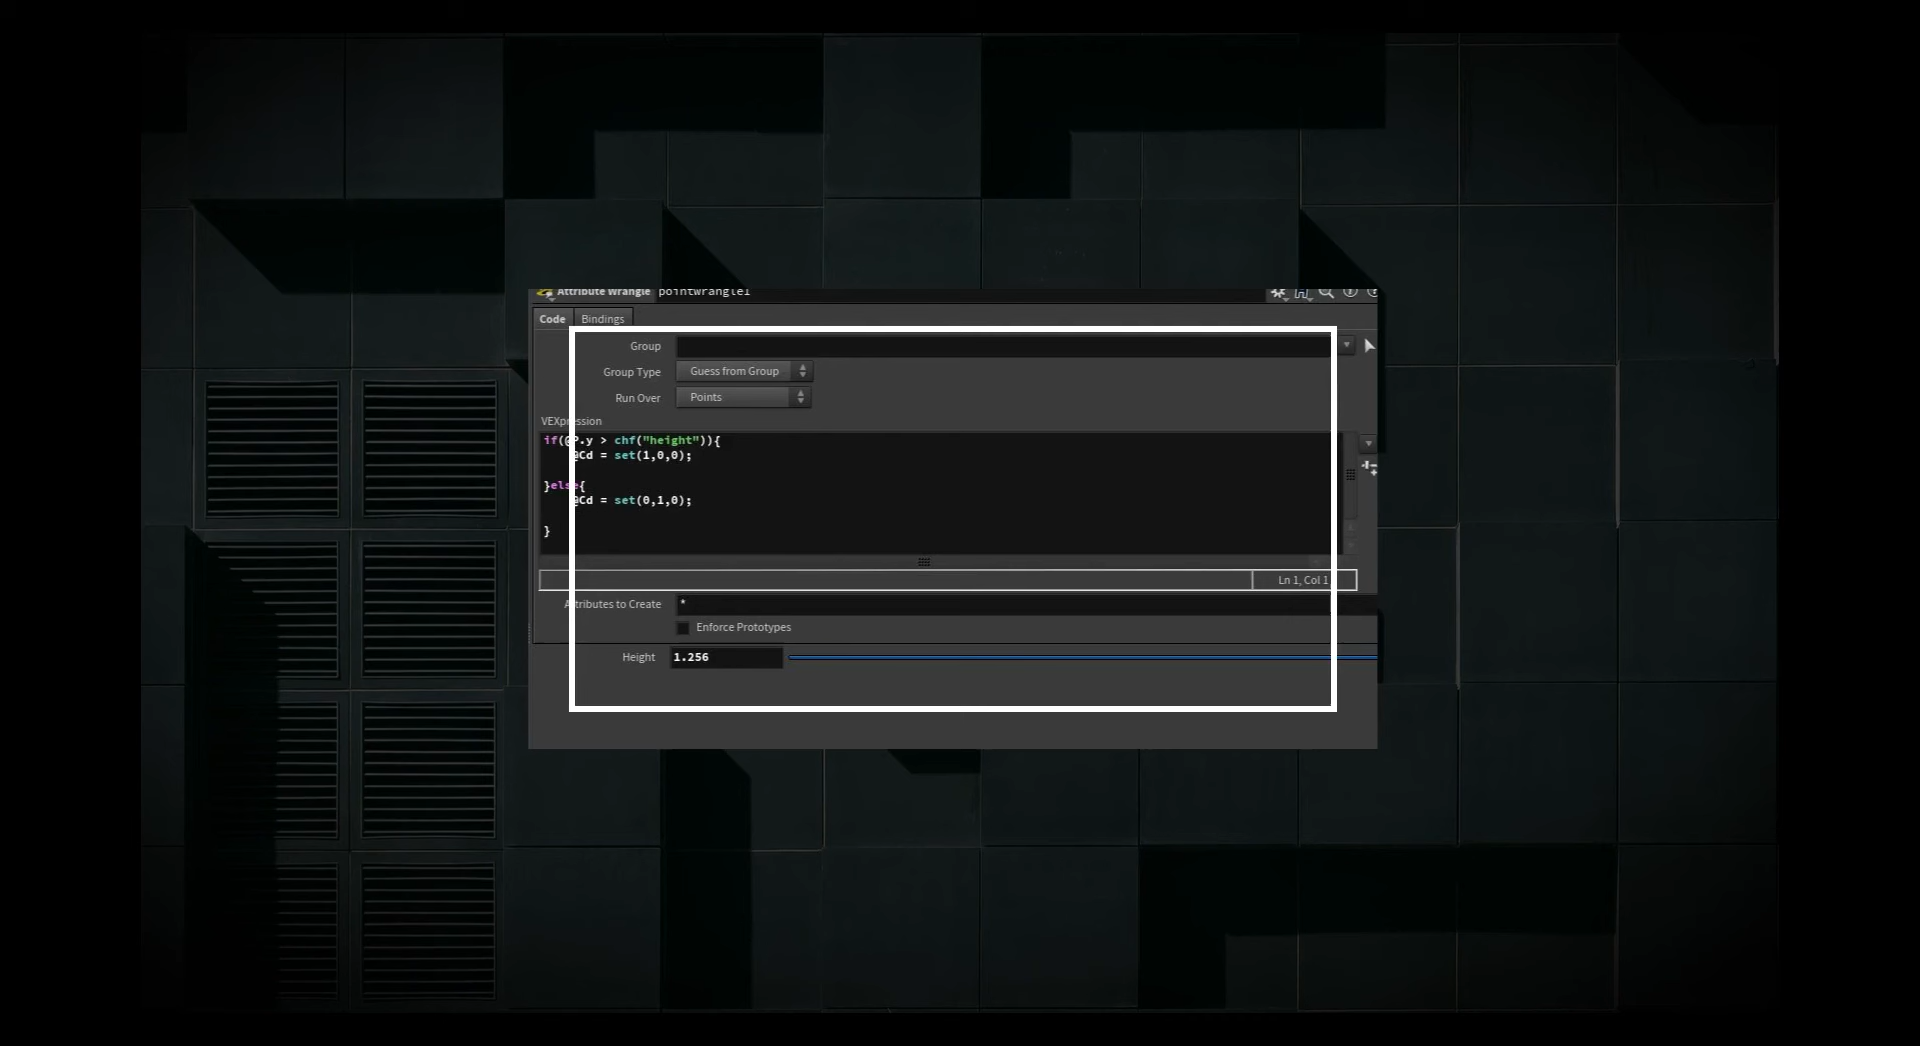 Attribute Wrangle pointwrangle1
Code Bindings
Group
Group Type Guess from Group
Run Over Points
VEXpression
if(@P.y > chf("height")){
@Cd = set(1,0,0);
}else{
@Cd = set(0,1,0);
}
Ln 1, Col 1
Attributes to Create *
Enforce Prototypes
Height 1.256